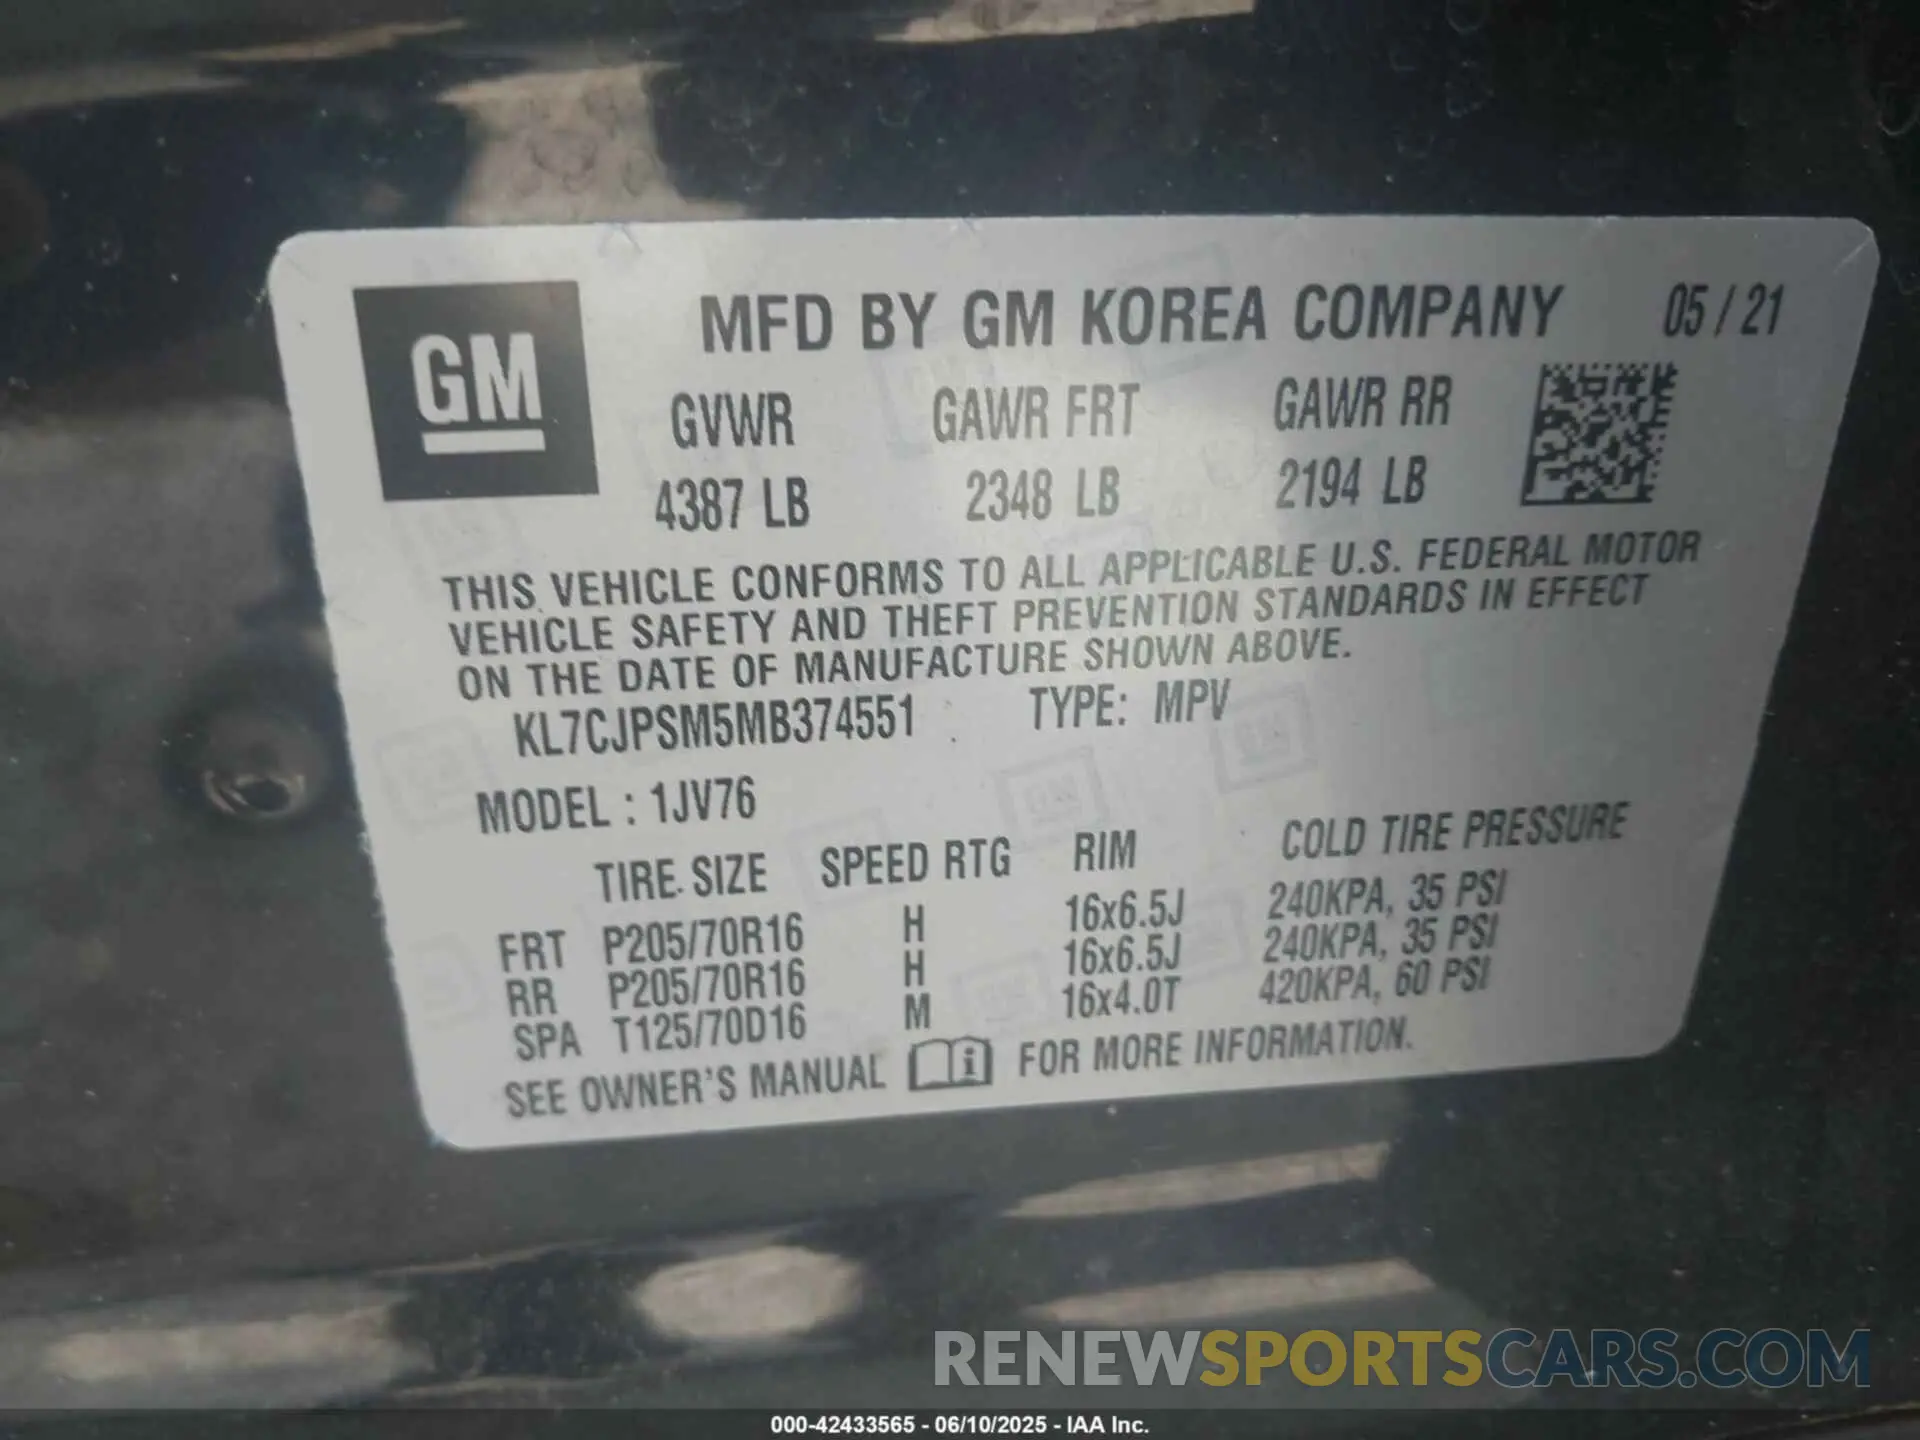 GM
MFD BY GM KOREA COMPANY 05 / 21
GVWR GAWR FRT GAWR RR
4387 LB 2348 LB 2194 LB
THIS VEHICLE CONFORMS TO ALL APPLICABLE U.S. FEDERAL MOTOR
VEHICLE SAFETY AND THEFT PREVENTION STANDARDS IN EFFECT
ON THE DATE OF MANUFACTURE SHOWN ABOVE.
KL7CJPSM5MB374551 TYPE: MPV
MODEL : 1JV76
TIRE SIZE SPEED RTG RIM COLD TIRE PRESSURE
FRT P205/70R16 H 16x6.5J 240KPA, 35 PSI
RR P205/70R16 H 16x6.5J 240KPA, 35 PSI
SPA T125/70D16 M 16x4.0T 420KPA, 60 PSI
SEE OWNER'S MANUAL i FOR MORE INFORMATION.
RENEWSPORTSCARS.COM
000-42433565 - 06/10/2025 - IAA Inc.